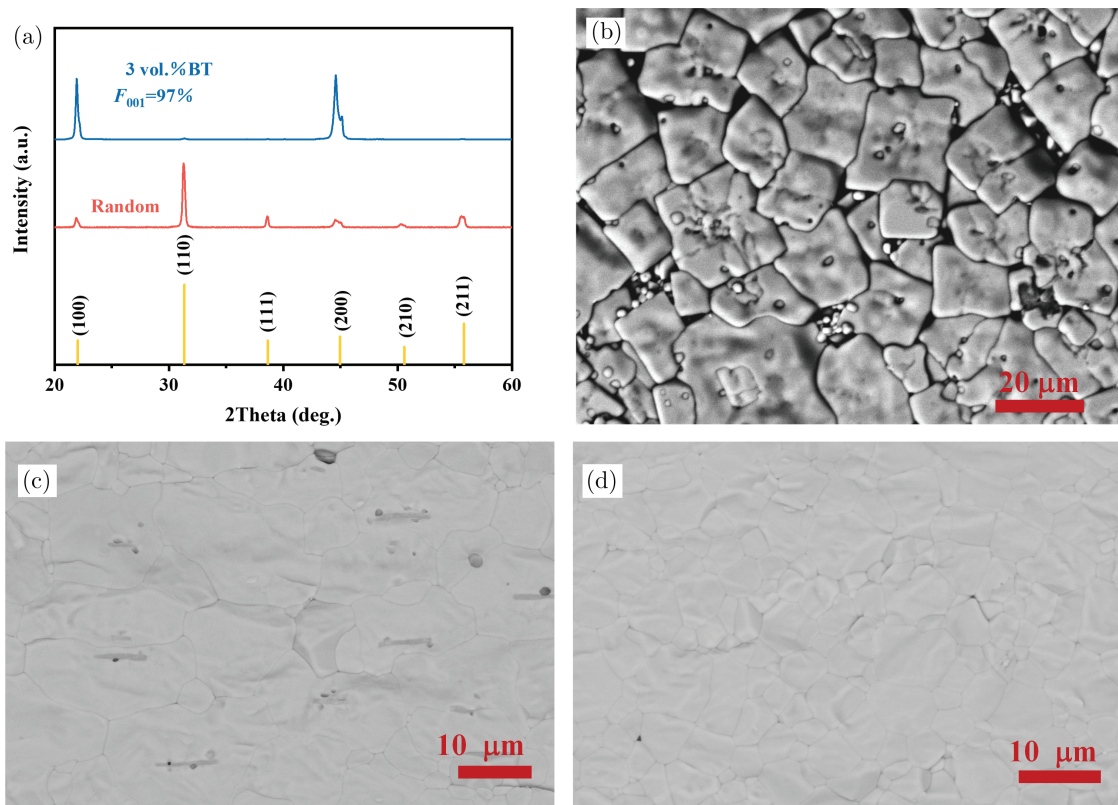 (a)
3 vol.%BT
F₀₀₁=97%
Random
Intensity (a.u.)
(100)
(110)
(111)
(200)
(210)
(211)
20
30
40
50
60
2Theta (deg.)
(b)
20 μm
(c)
10 μm
(d)
10 μm